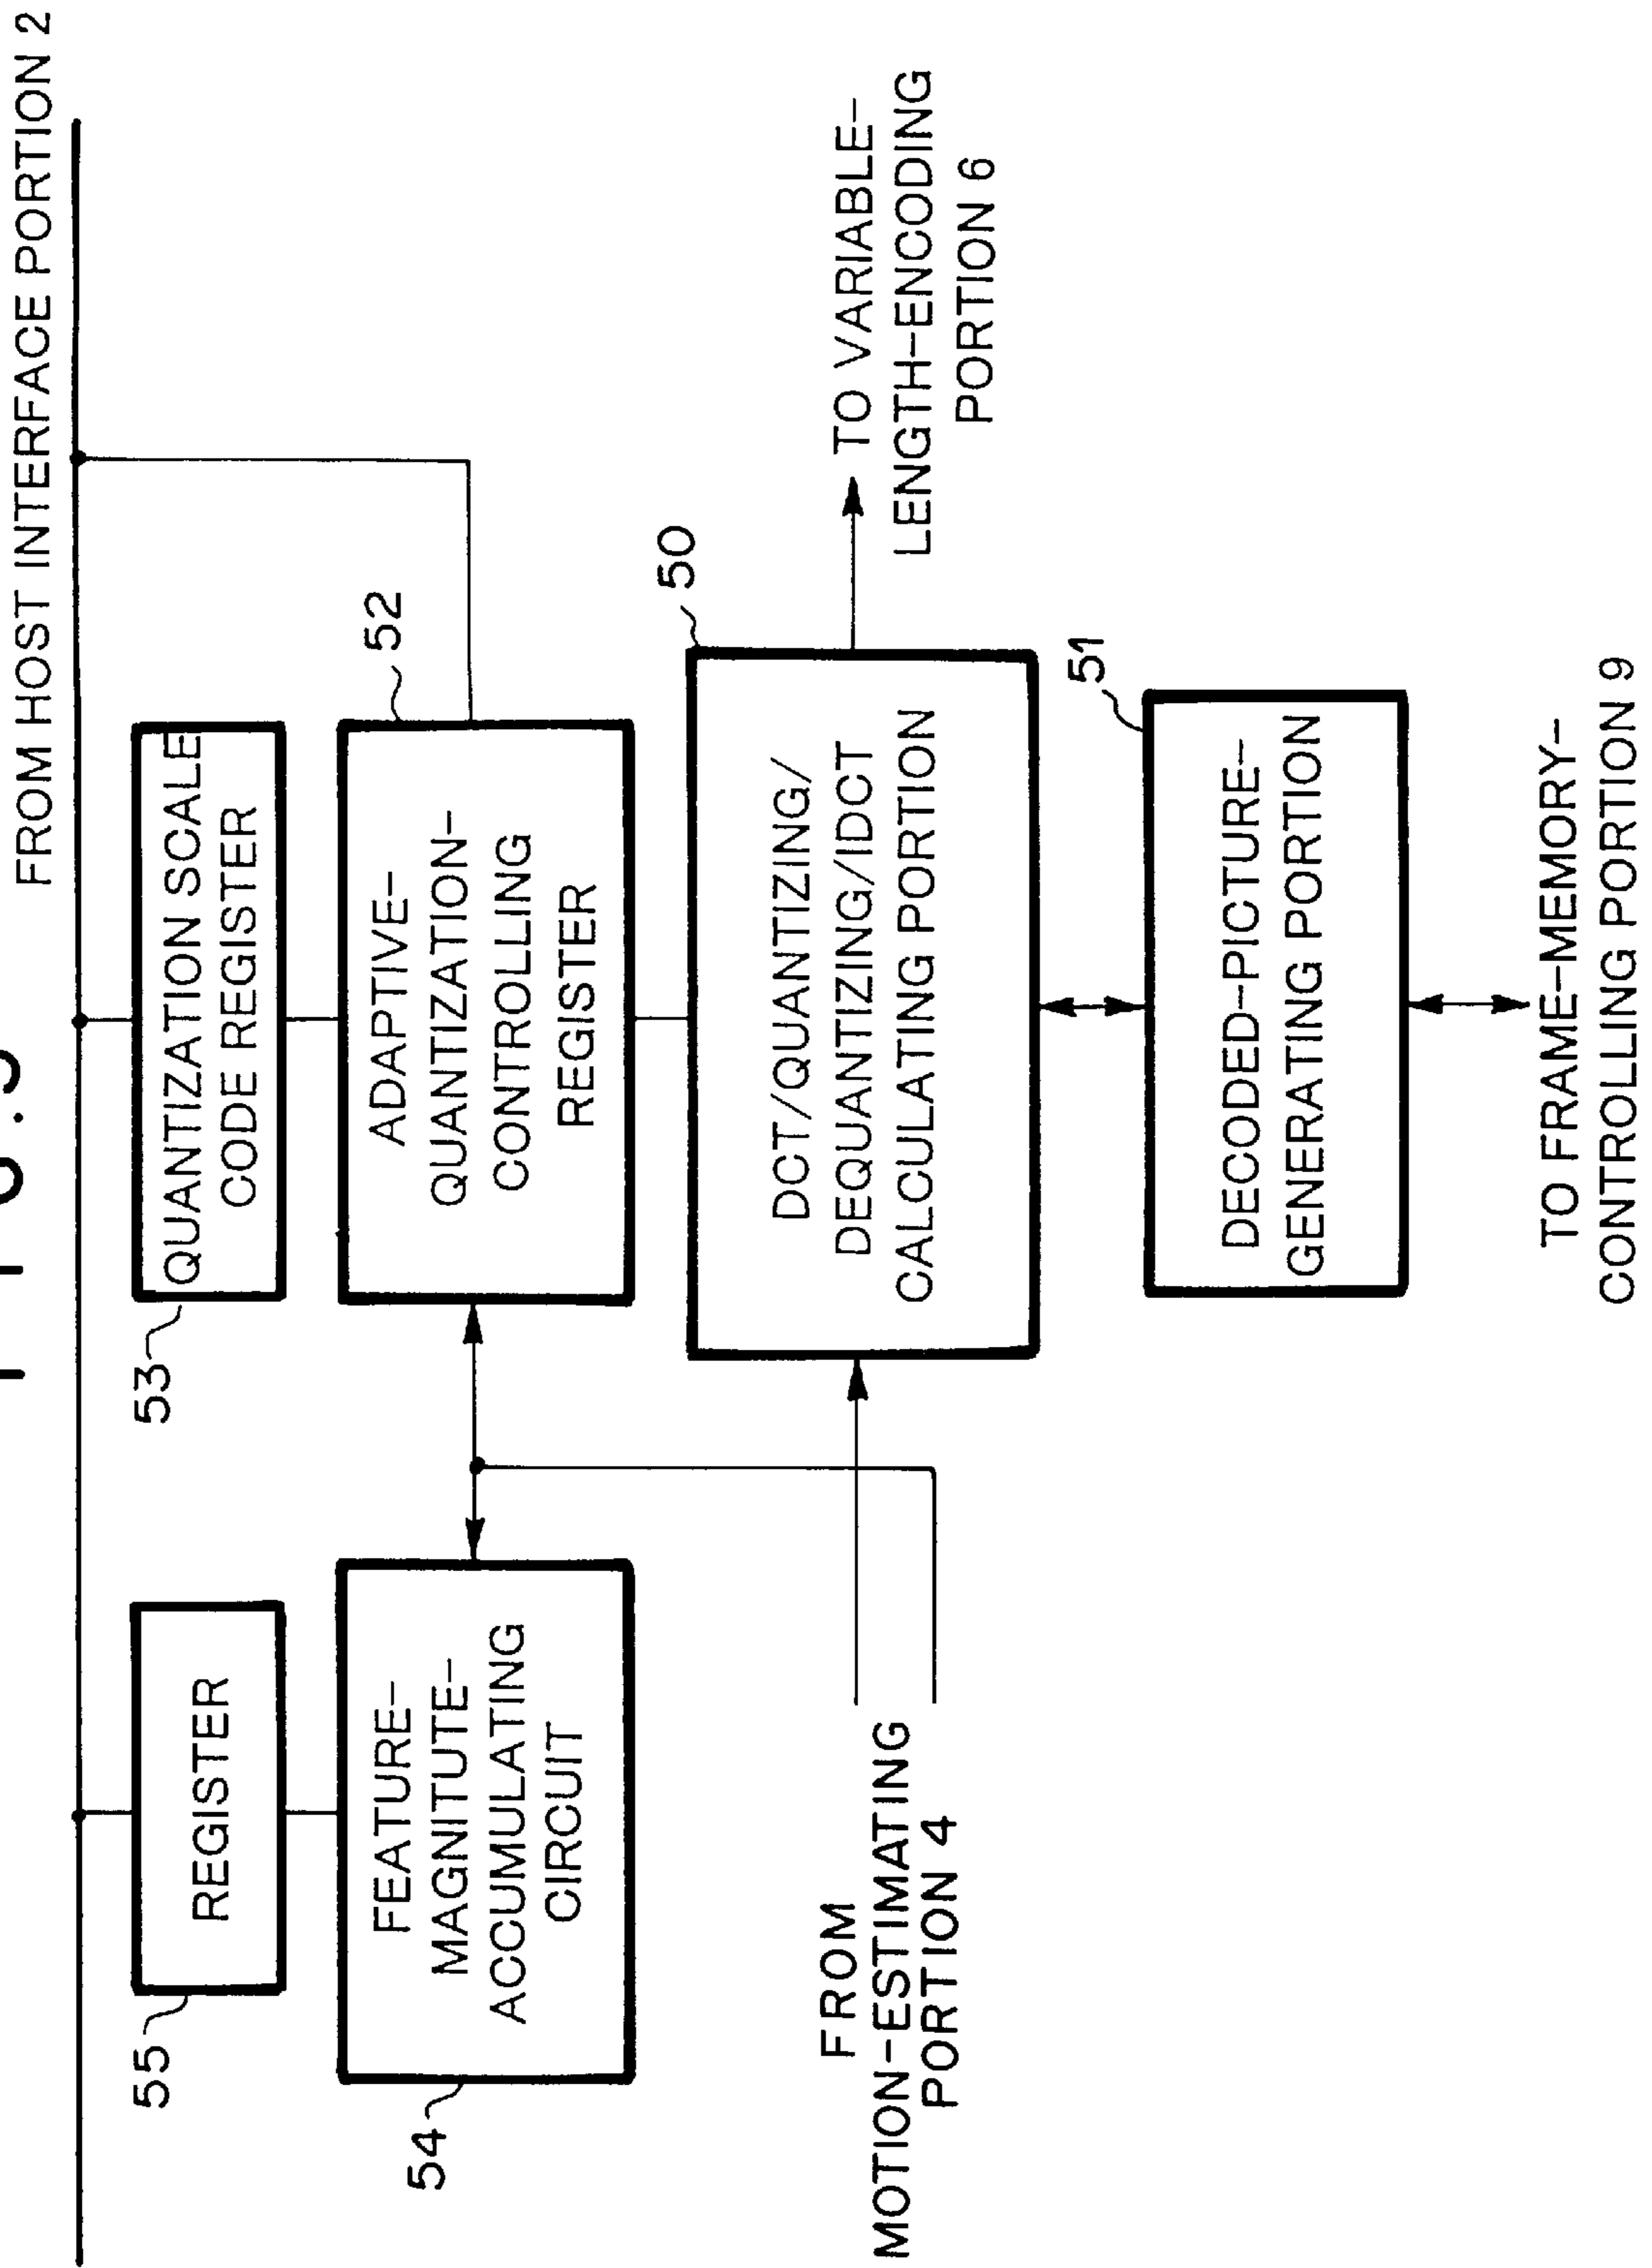 FROM HOST INTERFACE PORTION 2
55
REGISTER
53
QUANTIZATION SCALE
CODE REGISTER
54
FEATURE-
MAGNITUTE-
ACCUMULATING
CIRCUIT
52
ADAPTIVE-
QUANTIZATION-
CONTROLLING
REGISTER
50
DCT/QUANTIZING/
DEQUANTIZING/IDCT
CALCULATING PORTION
FROM
MOTION-ESTIMATING
PORTION 4
TO VARIABLE-
LENGTH-ENCODING
PORTION 6
51
DECODED-PICTURE-
GENERATING PORTION
TO FRAME-MEMORY-
CONTROLLING PORTION 9